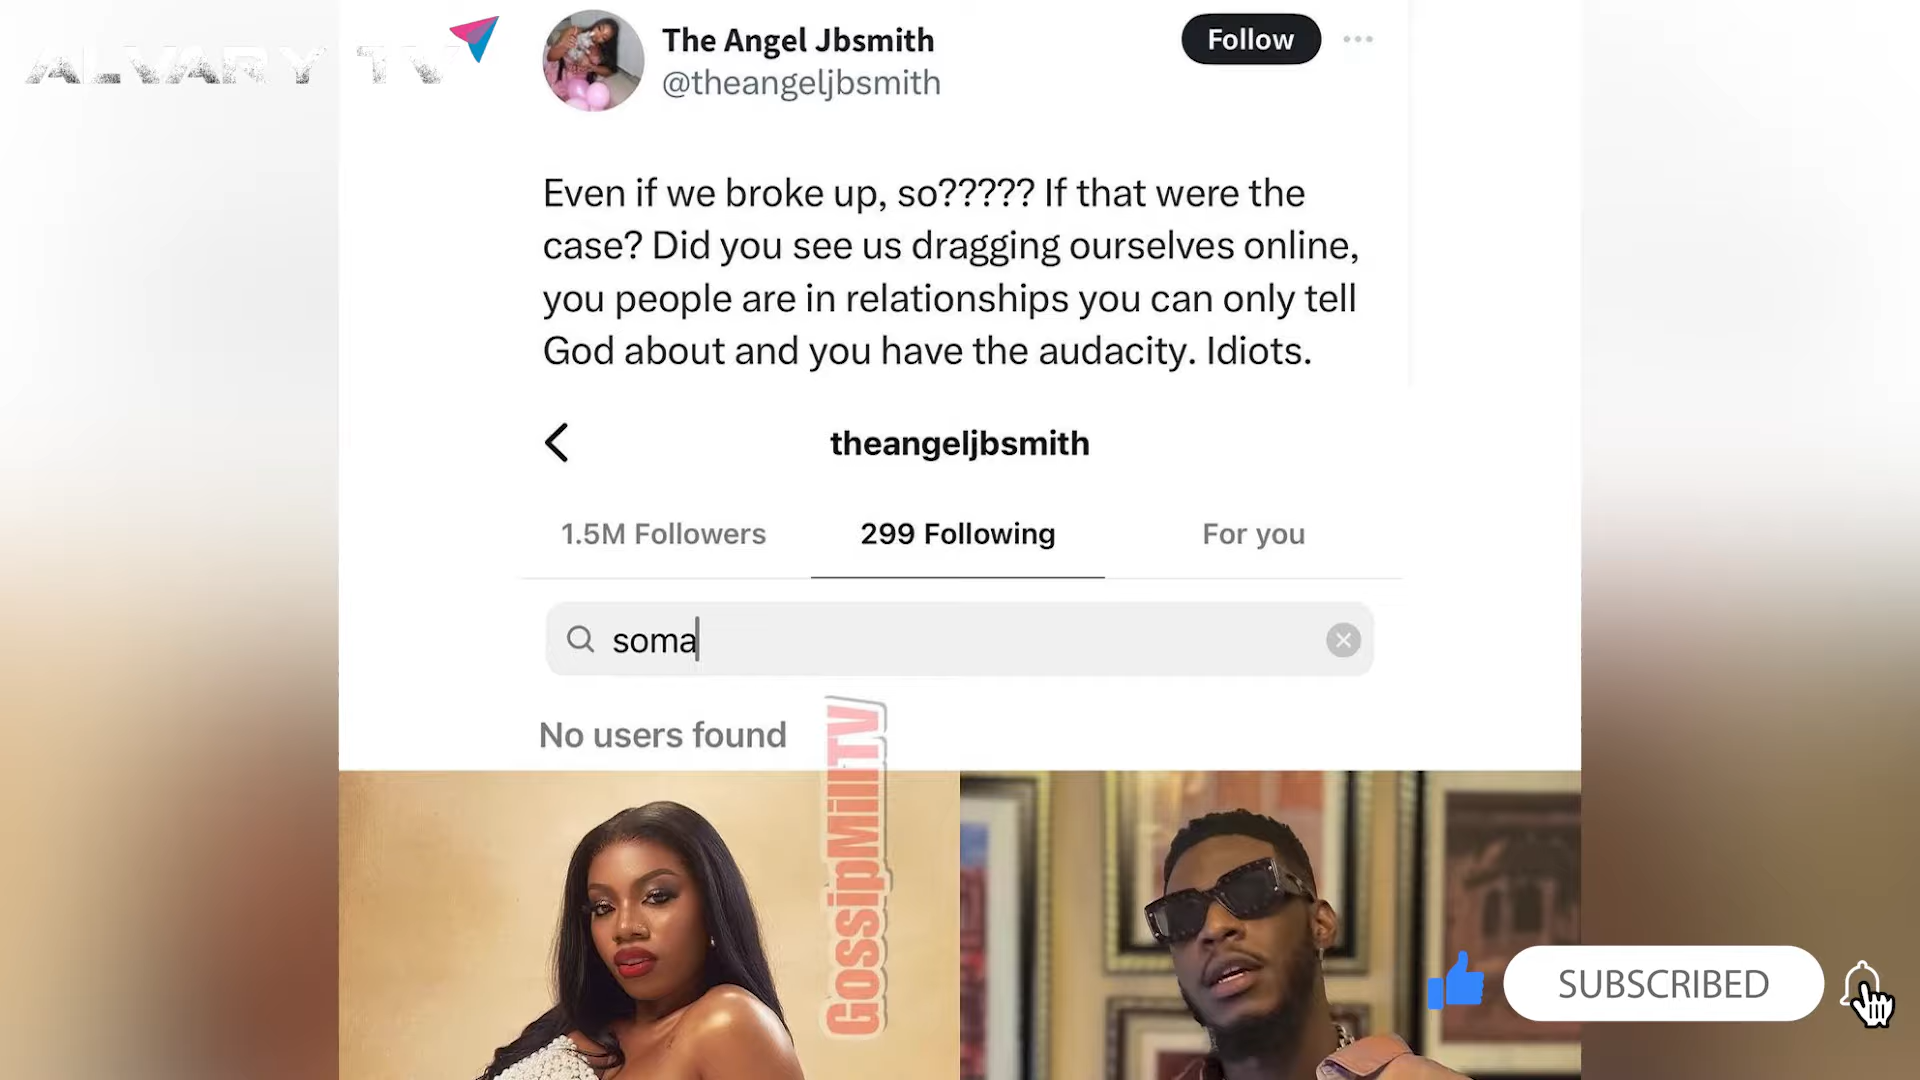 ALVARY TV
The Angel Jbsmith
@theangeljbsmith
Follow
Even if we broke up, so????? If that were the
case? Did you see us dragging ourselves online,
you people are in relationships you can only tell
God about and you have the audacity. Idiots.
theangeljbsmith
1.5M Followers
299 Following
For you
soma
No users found
GossipMillTV
SUBSCRIBED